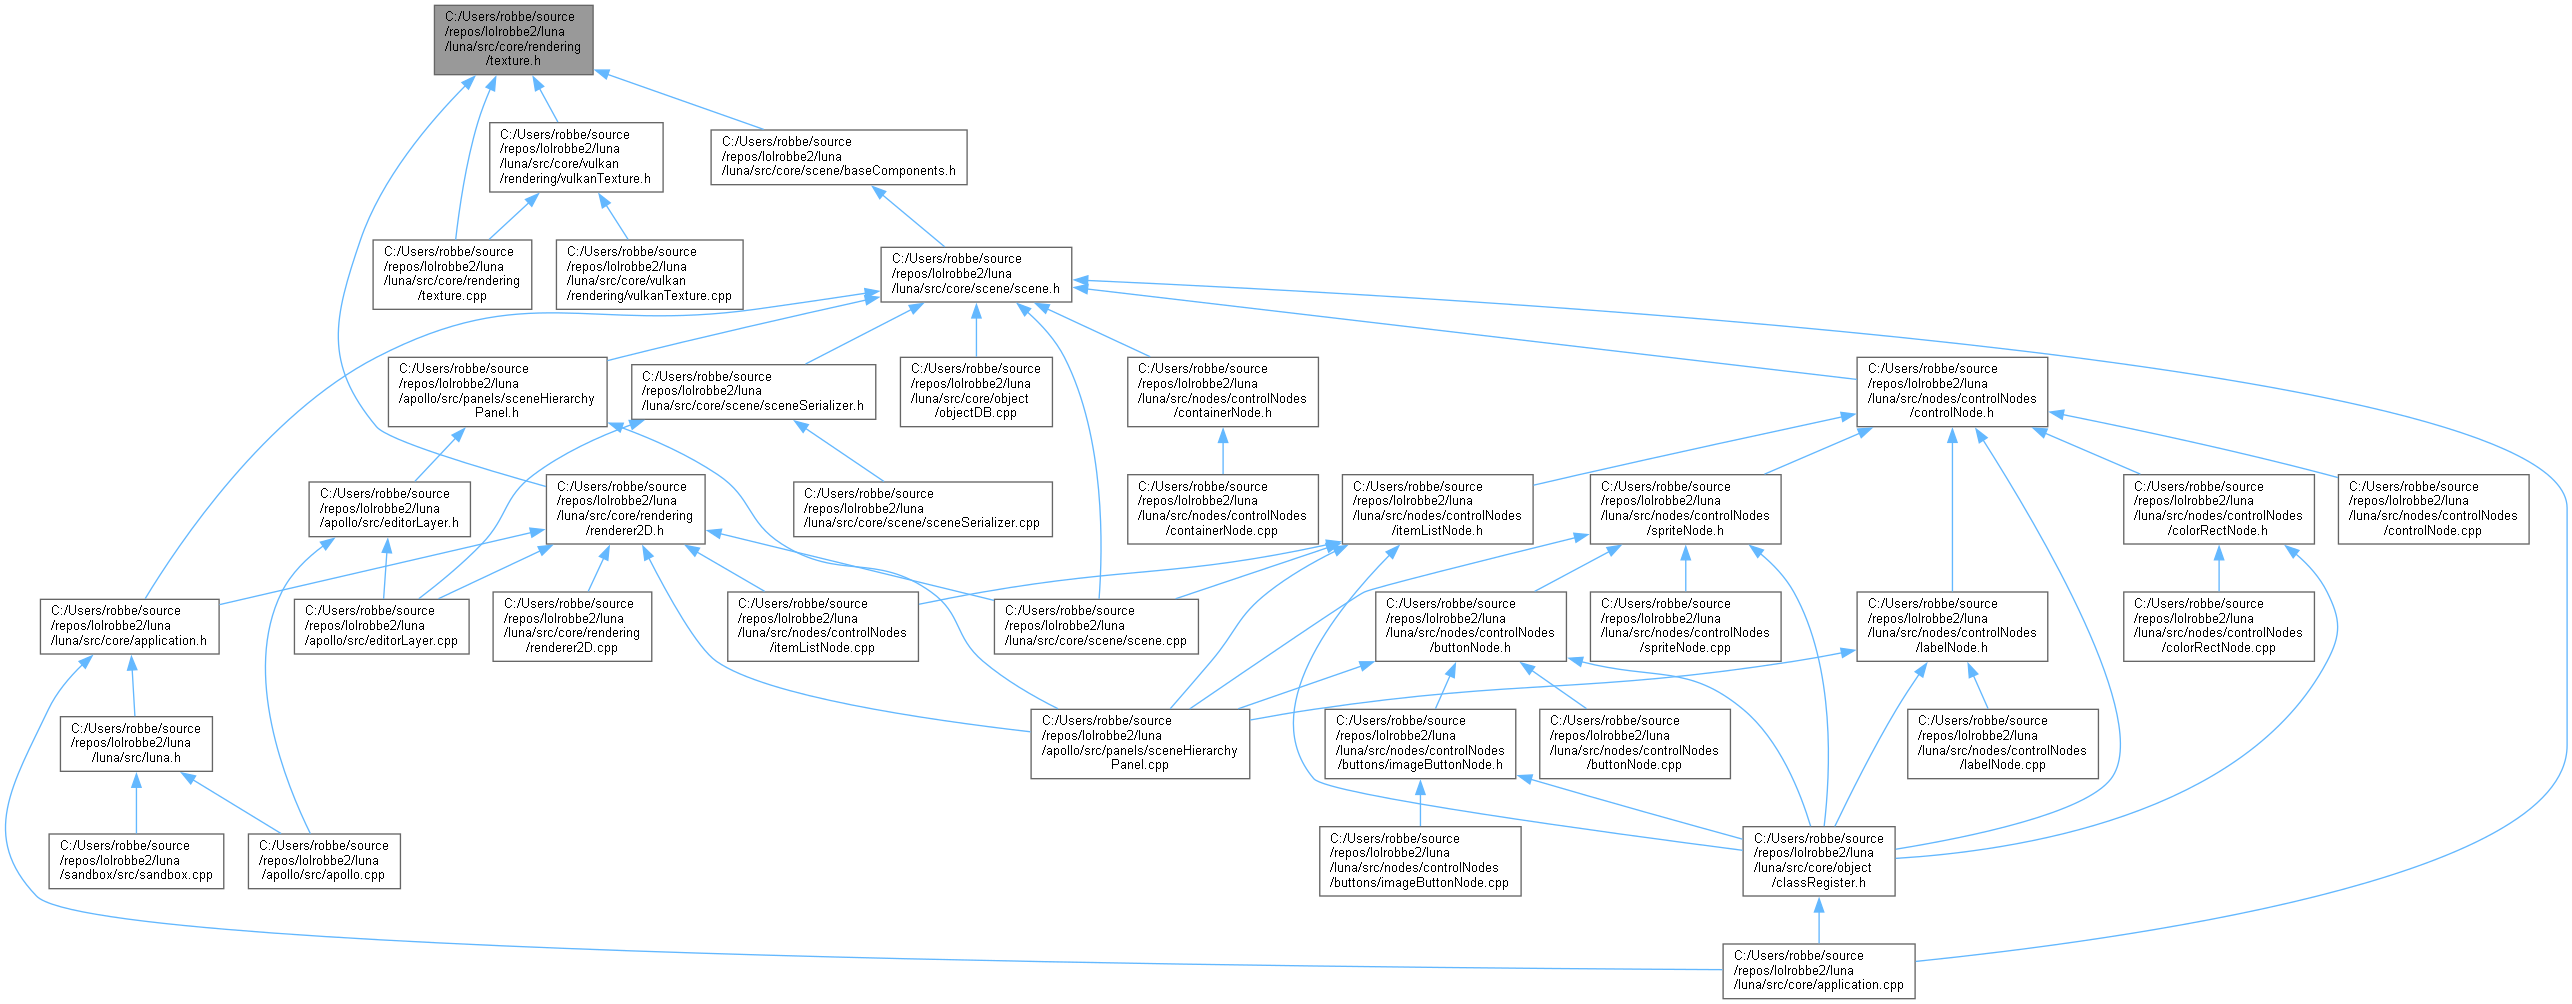 C:/Users/robbe/source
/repos/lolrobbe2/luna
/luna/src/core/rendering
/texture.h
C:/Users/robbe/source
/repos/lolrobbe2/luna
/luna/src/core/vulkan
/rendering/vulkanTexture.h
C:/Users/robbe/source
/repos/lolrobbe2/luna
/luna/src/core/scene/baseComponents.h
C:/Users/robbe/source
/repos/lolrobbe2/luna
/luna/src/core/rendering
/texture.cpp
C:/Users/robbe/source
/repos/lolrobbe2/luna
/luna/src/core/vulkan
/rendering/vulkanTexture.cpp
C:/Users/robbe/source
/repos/lolrobbe2/luna
/luna/src/core/scene/scene.h
C:/Users/robbe/source
/repos/lolrobbe2/luna
/apollo/src/panels/sceneHierarchy
Panel.h
C:/Users/robbe/source
/repos/lolrobbe2/luna
/luna/src/core/scene/sceneSerializer.h
C:/Users/robbe/source
/repos/lolrobbe2/luna
/luna/src/core/object
/objectDB.cpp
C:/Users/robbe/source
/repos/lolrobbe2/luna
/luna/src/nodes/controlNodes
/containerNode.h
C:/Users/robbe/source
/repos/lolrobbe2/luna
/luna/src/nodes/controlNodes
/controlNode.h
C:/Users/robbe/source
/repos/lolrobbe2/luna
/apollo/src/editorLayer.h
C:/Users/robbe/source
/repos/lolrobbe2/luna
/luna/src/core/rendering
/renderer2D.h
C:/Users/robbe/source
/repos/lolrobbe2/luna
/luna/src/core/scene/sceneSerializer.cpp
C:/Users/robbe/source
/repos/lolrobbe2/luna
/luna/src/nodes/controlNodes
/containerNode.cpp
C:/Users/robbe/source
/repos/lolrobbe2/luna
/luna/src/nodes/controlNodes
/itemListNode.h
C:/Users/robbe/source
/repos/lolrobbe2/luna
/luna/src/nodes/controlNodes
/spriteNode.h
C:/Users/robbe/source
/repos/lolrobbe2/luna
/luna/src/nodes/controlNodes
/colorRectNode.h
C:/Users/robbe/source
/repos/lolrobbe2/luna
/luna/src/nodes/controlNodes
/controlNode.cpp
C:/Users/robbe/source
/repos/lolrobbe2/luna
/luna/src/core/application.h
C:/Users/robbe/source
/repos/lolrobbe2/luna
/apollo/src/editorLayer.cpp
C:/Users/robbe/source
/repos/lolrobbe2/luna
/luna/src/core/rendering
/renderer2D.cpp
C:/Users/robbe/source
/repos/lolrobbe2/luna
/luna/src/nodes/controlNodes
/itemListNode.cpp
C:/Users/robbe/source
/repos/lolrobbe2/luna
/luna/src/core/scene/scene.cpp
C:/Users/robbe/source
/repos/lolrobbe2/luna
/luna/src/nodes/controlNodes
/buttonNode.h
C:/Users/robbe/source
/repos/lolrobbe2/luna
/luna/src/nodes/controlNodes
/spriteNode.cpp
C:/Users/robbe/source
/repos/lolrobbe2/luna
/luna/src/nodes/controlNodes
/labelNode.h
C:/Users/robbe/source
/repos/lolrobbe2/luna
/luna/src/nodes/controlNodes
/colorRectNode.cpp
C:/Users/robbe/source
/repos/lolrobbe2/luna
/luna/src/luna.h
C:/Users/robbe/source
/repos/lolrobbe2/luna
/apollo/src/panels/sceneHierarchy
Panel.cpp
C:/Users/robbe/source
/repos/lolrobbe2/luna
/luna/src/nodes/controlNodes
/buttons/imageButtonNode.h
C:/Users/robbe/source
/repos/lolrobbe2/luna
/luna/src/nodes/controlNodes
/buttonNode.cpp
C:/Users/robbe/source
/repos/lolrobbe2/luna
/luna/src/nodes/controlNodes
/labelNode.cpp
C:/Users/robbe/source
/repos/lolrobbe2/luna
/sandbox/src/sandbox.cpp
C:/Users/robbe/source
/repos/lolrobbe2/luna
/apollo/src/apollo.cpp
C:/Users/robbe/source
/repos/lolrobbe2/luna
/luna/src/nodes/controlNodes
/buttons/imageButtonNode.cpp
C:/Users/robbe/source
/repos/lolrobbe2/luna
/luna/src/core/object
/classRegister.h
C:/Users/robbe/source
/repos/lolrobbe2/luna
/luna/src/core/application.cpp